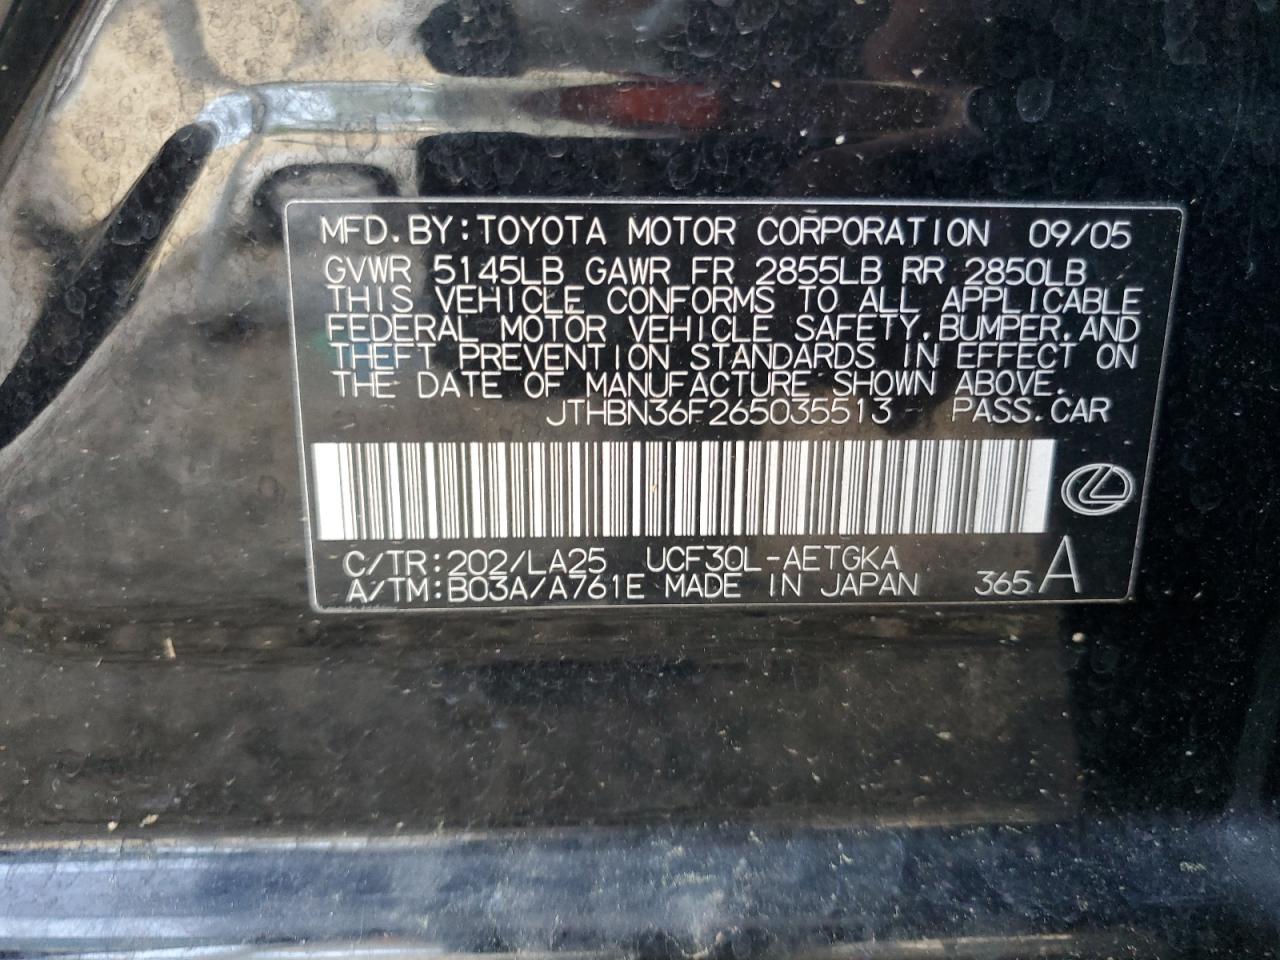 MFD. BY: TOYOTA MOTOR CORPORATION 09/05
GVWR 5145LB GAWR FR 2855LB RR 2850LB
THIS VEHICLE CONFORMS TO ALL APPLICABLE
FEDERAL MOTOR VEHICLE SAFETY, BUMPER, AND
THEFT PREVENTION STANDARDS IN EFFECT ON
THE DATE OF MANUFACTURE SHOWN ABOVE.
JTHBN36F265035513 PASS. CAR
C/TR: 202/LA25 UCF30L-AETGKA
A/TM: B03A/A761E MADE IN JAPAN 365 A